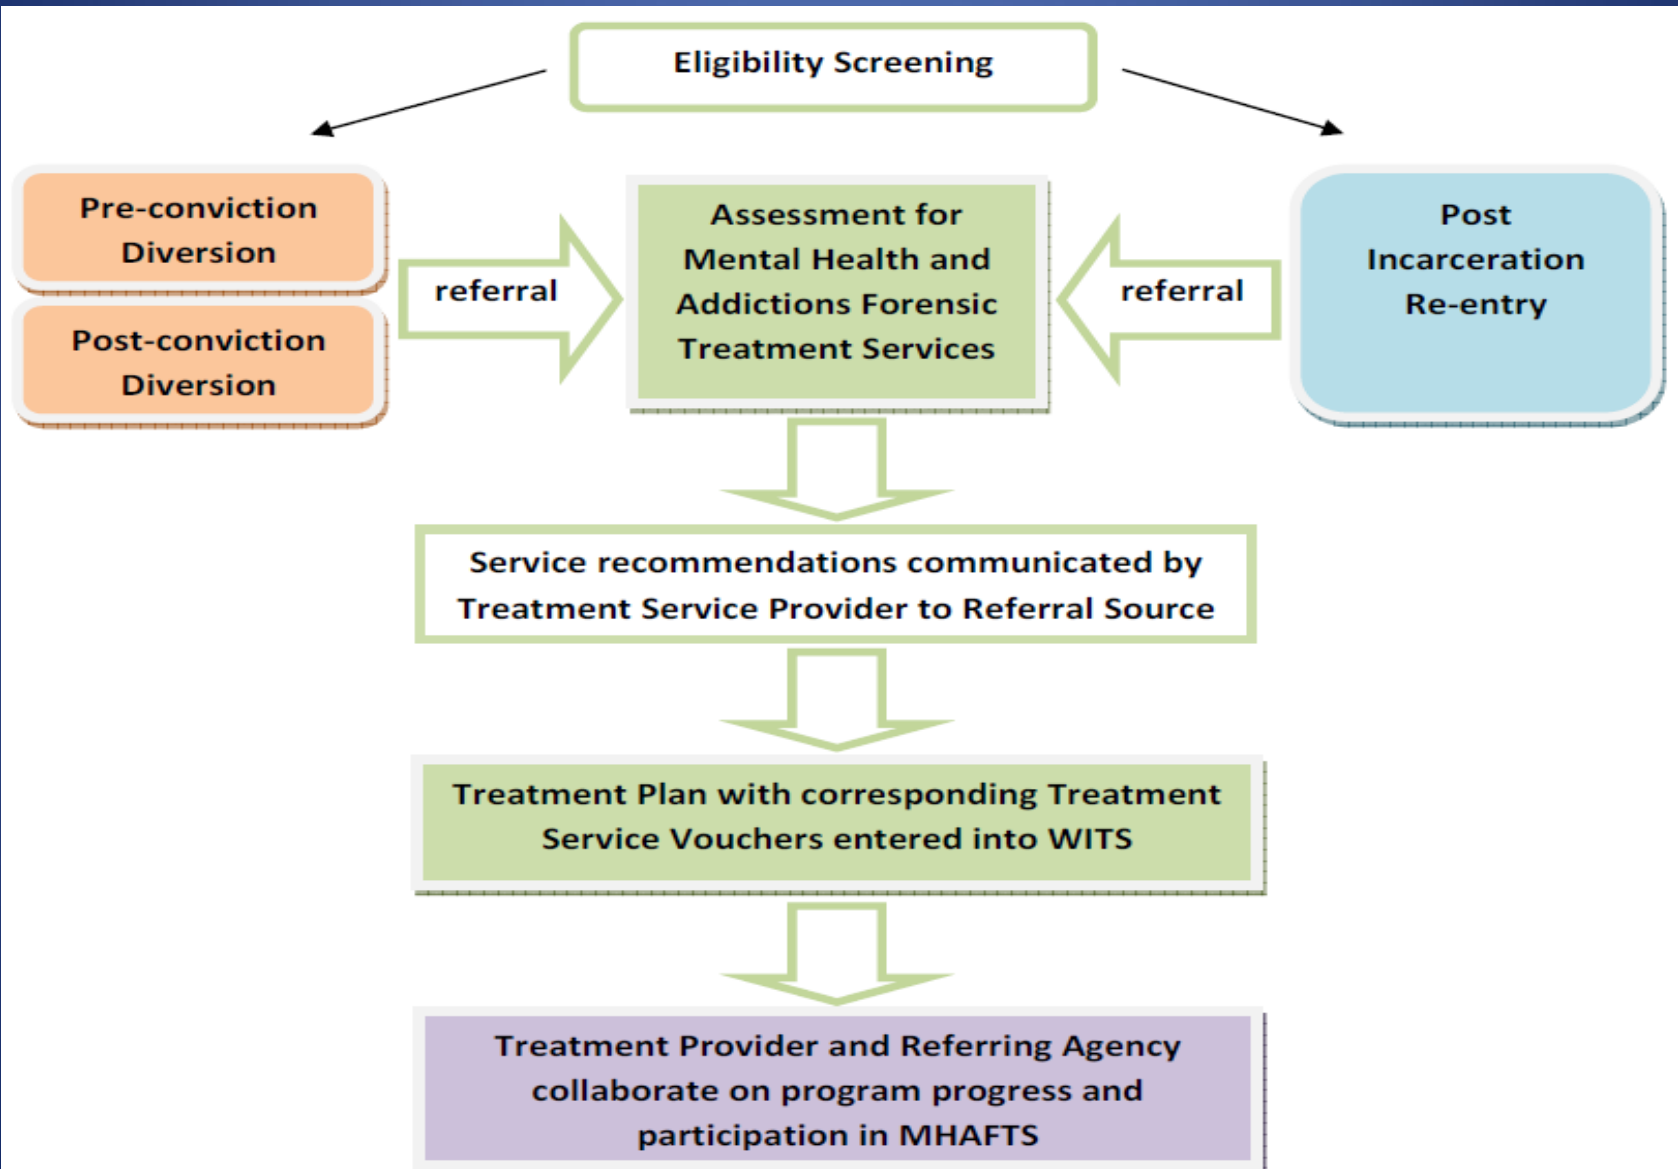 Eligibility Screening
Pre-conviction
Diversion
Post-conviction
Diversion
referral
Assessment for
Mental Health and
Addictions Forensic
Treatment Services
referral
Post
Incarceration
Re-entry
Service recommendations communicated by
Treatment Service Provider to Referral Source
Treatment Plan with corresponding Treatment
Service Vouchers entered into WITS
Treatment Provider and Referring Agency
collaborate on program progress and
participation in MHAFTS